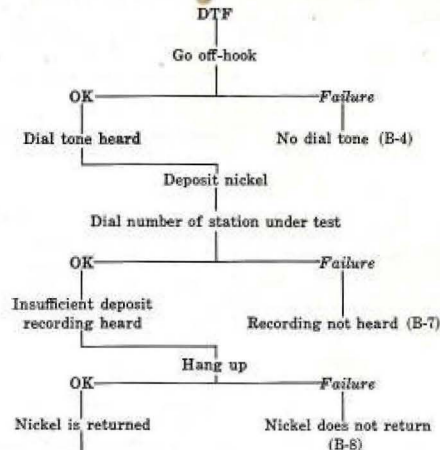 DTF
Go off-hook
OK Failure
Dial tone heard No dial tone (B-4)
Deposit nickel
Dial number of station under test
OK Failure
Insufficient deposit
recording heard Recording not heard (B-7)
Hang up
OK Failure
Nickel is returned Nickel does not return
(B-8)